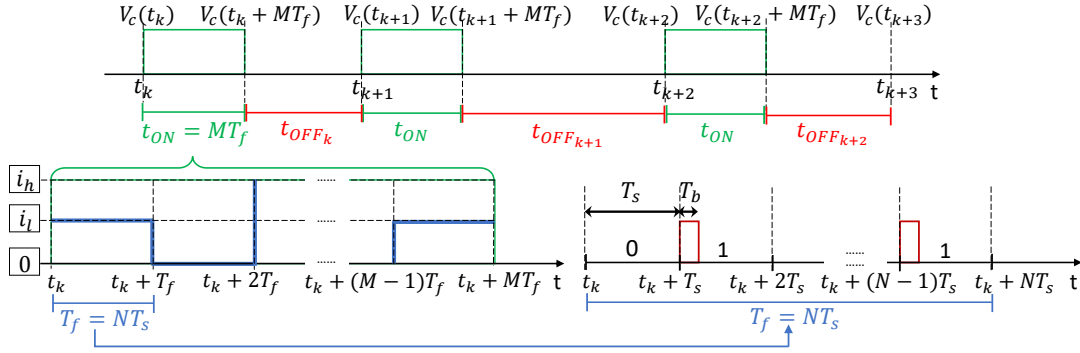 V_c(t_k) V_c(t_k + MT_f) V_c(t_{k+1}) V_c(t_{k+1} + MT_f) V_c(t_{k+2}) V_c(t_{k+2} + MT_f) V_c(t_{k+3})
t_k t_{k+1} t_{k+2} t_{k+3} t
t_{ON} = MT_f t_{OFF_k} t_{ON} t_{OFF_{k+1}} t_{ON} t_{OFF_{k+2}}
i_h ......
i_l ......
0 ......
t_k t_k + T_f t_k + 2T_f t_k + (M − 1)T_f t_k + MT_f t
T_f = NT_s
T_s T_b
0 1 ...... 1
t_k t_k + T_s t_k + 2T_s ...... t_k + (N − 1)T_s t_k + NT_s t
T_f = NT_s